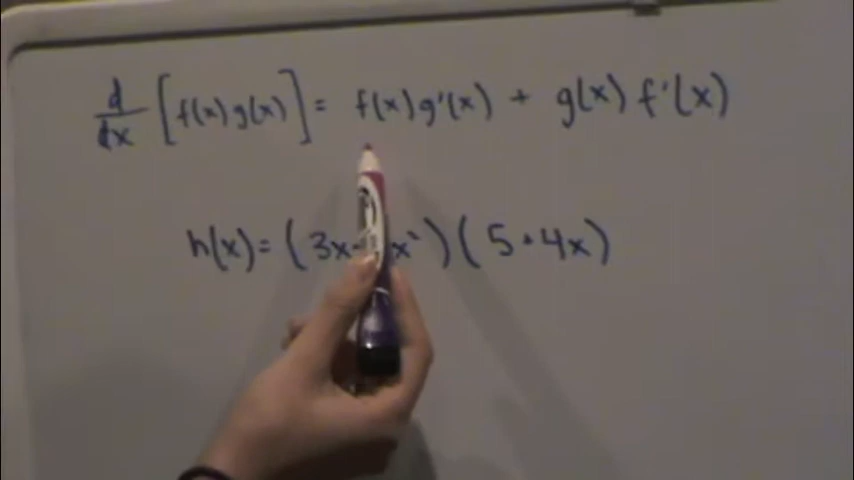 d/dx [f(x)g(x)] = f(x)g'(x) + g(x) f'(x)
h(x) = (3x- x²)(5+4x)